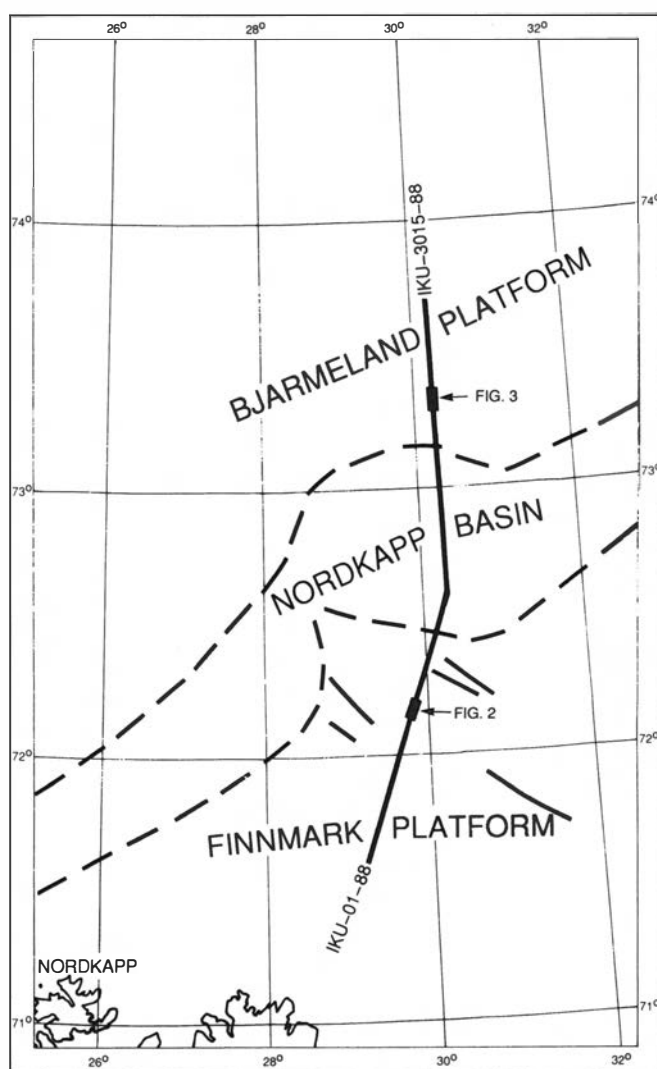 26° 28° 30° 32°
74° 74°
IKU-3015-88
BJARMELAND PLATFORM
FIG. 3
73° 73°
NORDKAPP BASIN
FIG. 2
72° 72°
FINNMARK PLATFORM
IKU-01-88
NORDKAPP
71° 71°
26° 28° 30° 32°